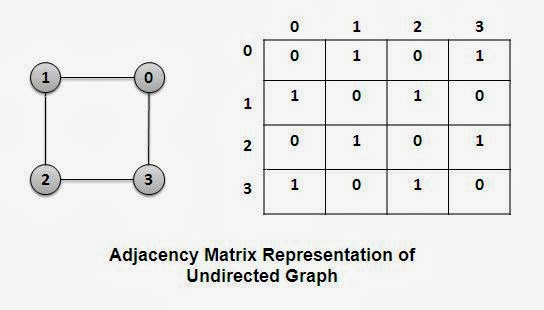 0 1 2 3
1 0
0 0 1 0 1
1 1 0 1 0
2 0 1 0 1
2 3
3 1 0 1 0
Adjacency Matrix Representation of
Undirected Graph